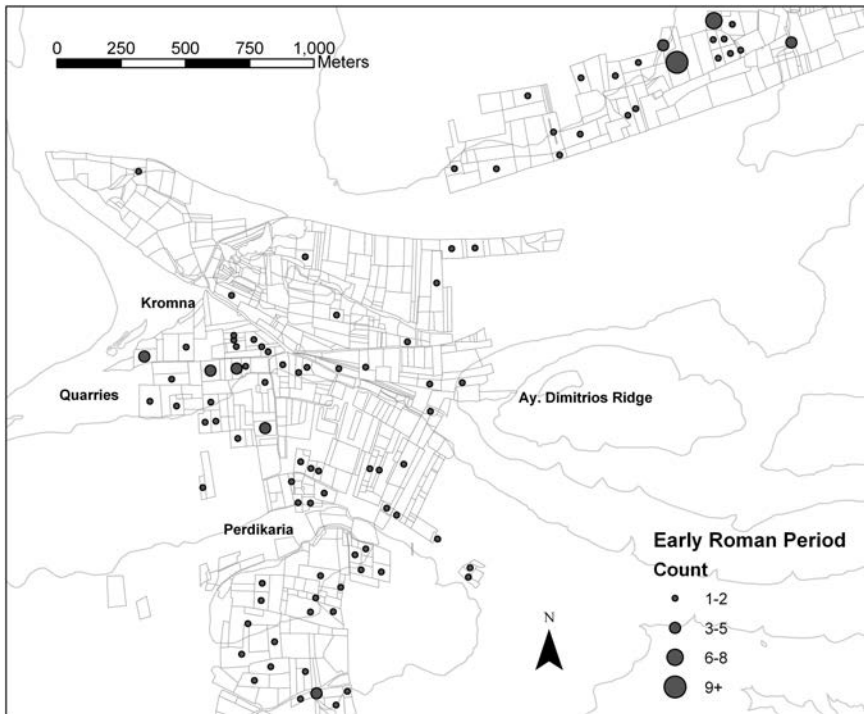 0 250 500 750 1,000
Meters
Kromna
Quarries
Ay. Dimitrios Ridge
Perdikaria
N
Early Roman Period
Count
1-2
3-5
6-8
9+